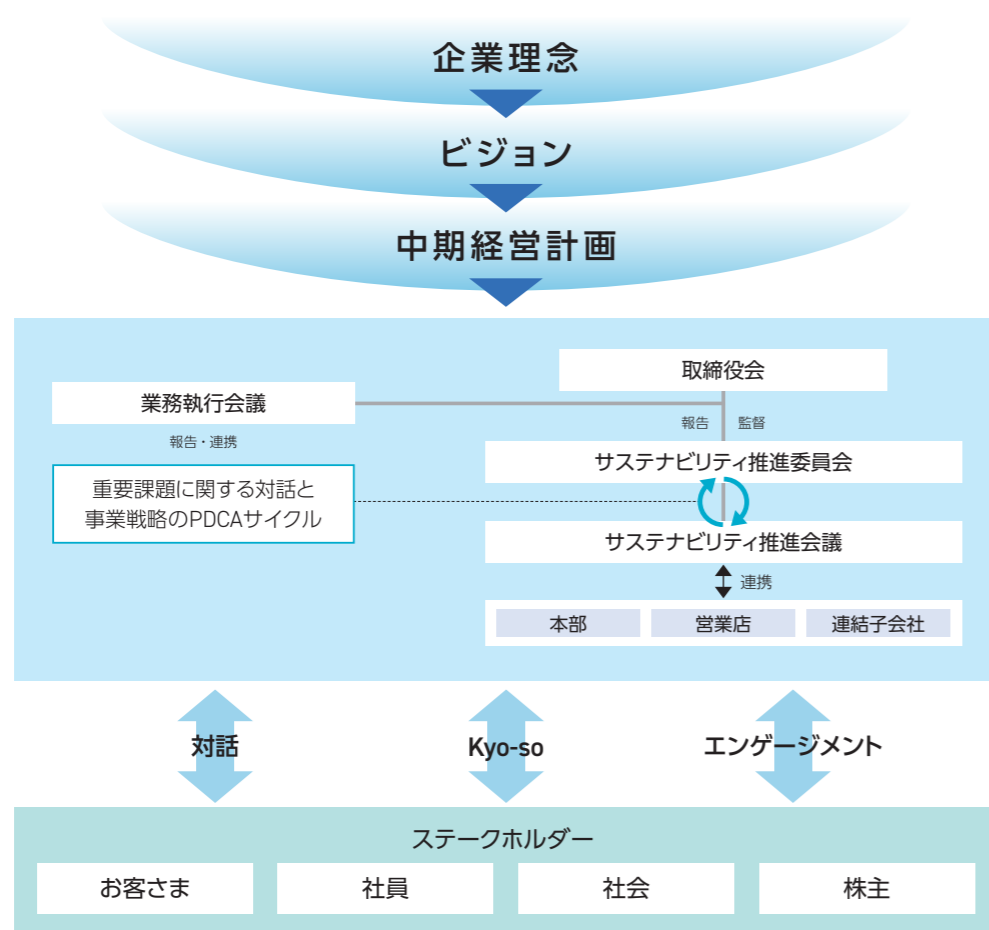 企業理念
ビジョン
中期経営計画
取締役会
業務執行会議
報告 監督
報告・連携
サステナビリティ推進委員会
重要課題に関する対話と
事業戦略のPDCAサイクル
サステナビリティ推進会議
連携
本部 営業店 連結子会社
対話 Kyo-so エンゲージメント
ステークホルダー
お客さま 社員 社会 株主